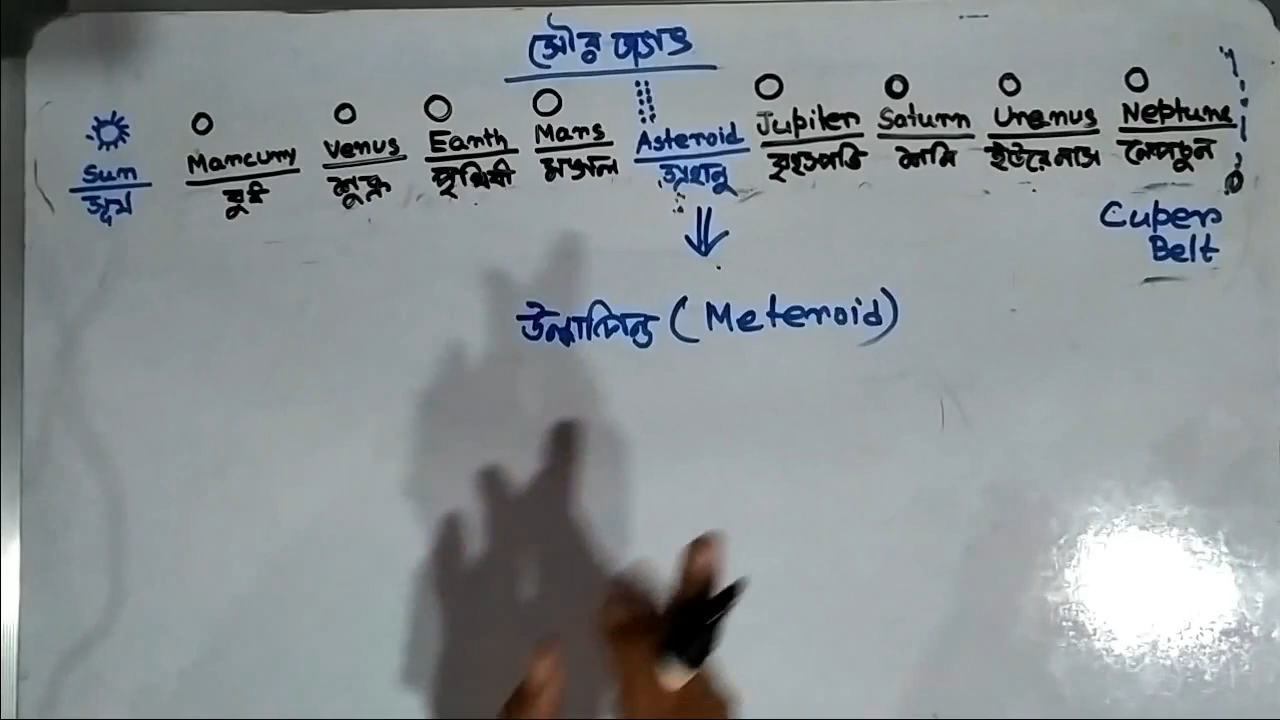 সৌর জগৎ
Sun Mercury Venus Earth Mars Asteroid Jupiter Saturn Uranus Neptune
সূর্য বুধ শুক্র পৃথিবী মঙ্গল গ্রহানু বৃহস্পতি শনি ইউরেনাস নেপচুন
Cuper
Belt
উল্কাপিন্ড (Meteroid)